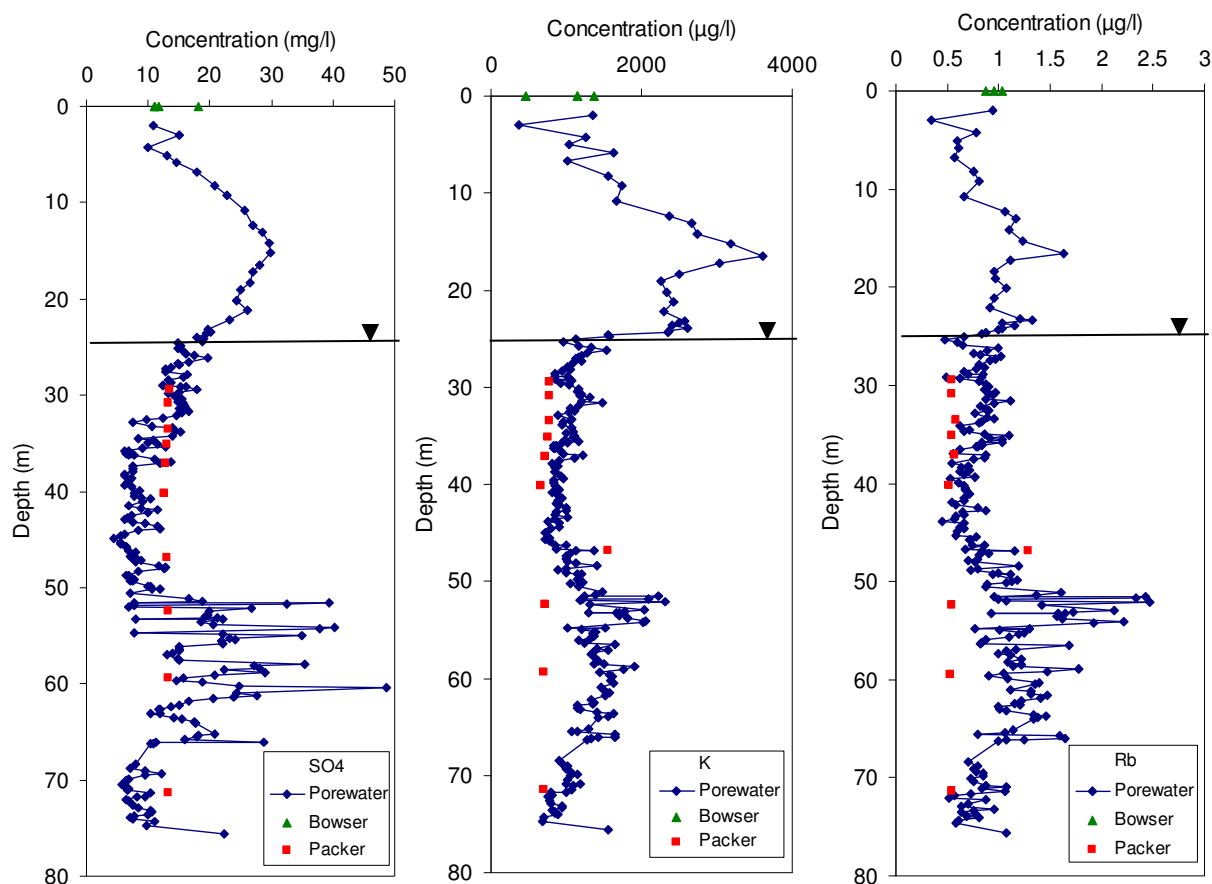 Concentration (mg/l)
0 10 20 30 40 50
0
10
20
30
40
50
60
70
80
Depth (m)
SO4
Porewater
Bowser
Packer
Concentration (µg/l)
0 2000 4000
0
10
20
30
40
50
60
70
80
Depth (m)
K
Porewater
Bowser
Packer
Concentration (µg/l)
0 0.5 1 1.5 2 2.5 3
0
10
20
30
40
50
60
70
80
Depth (m)
Rb
Porewater
Bowser
Packer